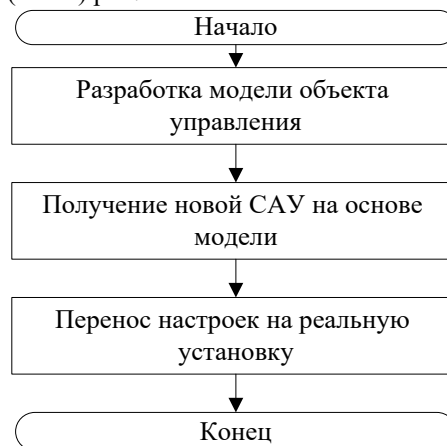 Начало
Разработка модели объекта
управления
Получение новой САУ на основе
модели
Перенос настроек на реальную
установку
Конец